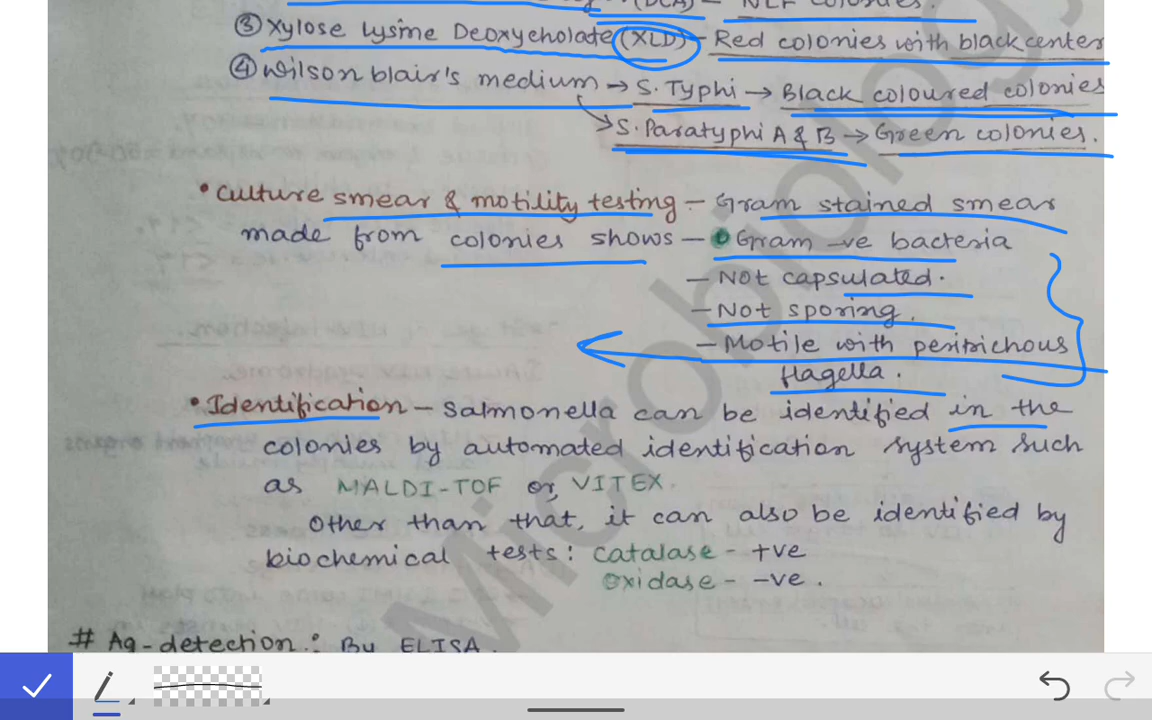 (DCA) - NLF colonies.
③ Xylose Lysine Deoxycholate (XLD) - Red colonies with black center
④ Wilson blair's medium → S. Typhi → Black coloured colonies
→ S. Paratyphi A & B → Green colonies.
• Culture smear & motility testing - Gram stained smear
made from colonies shows - Gram -ve bacteria
- Not capsulated.
- Not sporing.
- Motile with peritrichous
flagella.
• Identification - Salmonella can be identified in the
colonies by automated identification system such
as MALDI-TOF or, VITEX.
Other than that, it can also be identified by
biochemical tests: catalase - +ve
oxidase - -ve.
# Ag-detection: By ELISA.
Microbiology